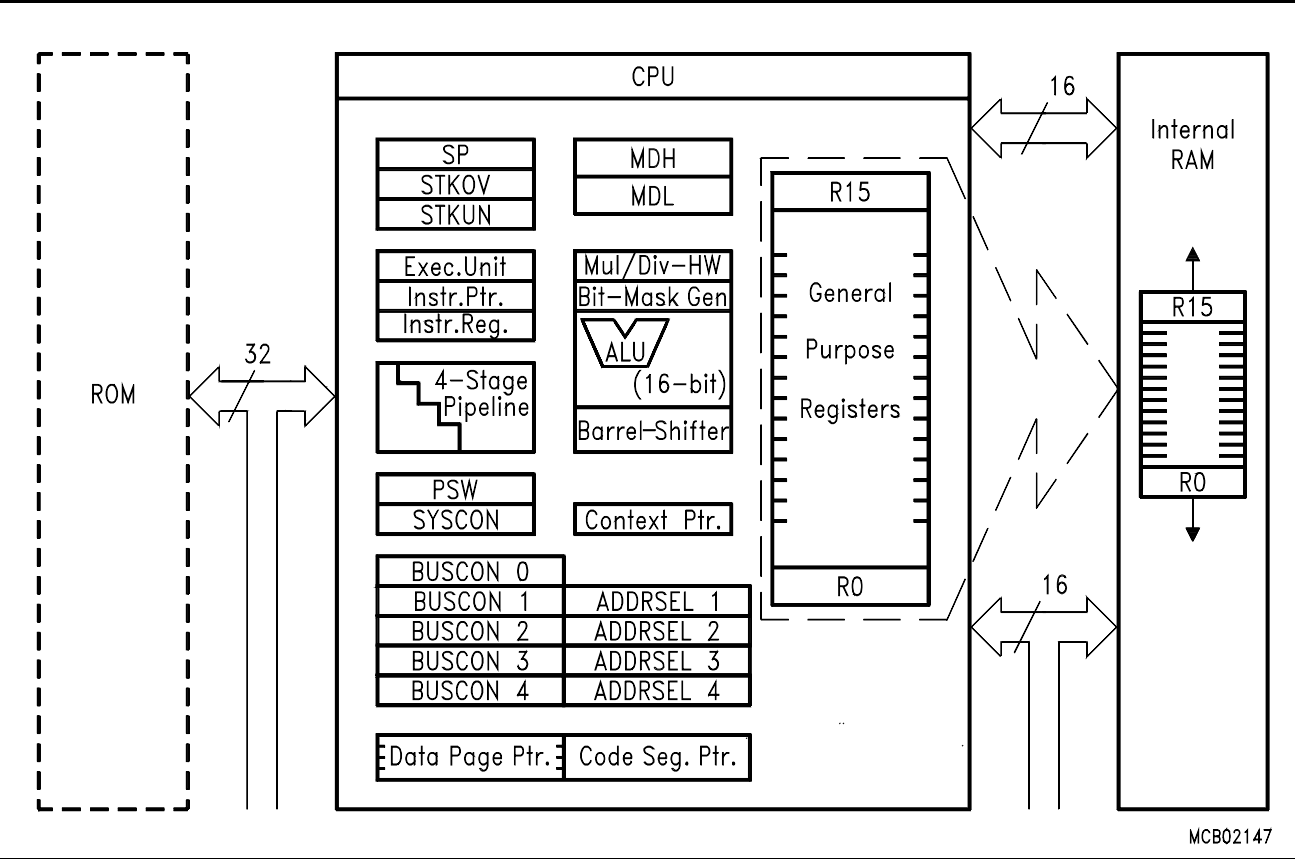 CPU
16
Internal
RAM
SP
STKOV
STKUN
MDH
MDL
R15
General
Purpose
Registers
R0
Exec.Unit
Instr.Ptr.
Instr.Reg.
Mul/Div-HW
Bit-Mask Gen
ALU
(16-bit)
Barrel-Shifter
R15
R0
32
ROM
4-Stage
Pipeline
PSW
SYSCON
Context Ptr.
BUSCON 0
BUSCON 1 ADDRSEL 1
BUSCON 2 ADDRSEL 2
BUSCON 3 ADDRSEL 3
BUSCON 4 ADDRSEL 4
16
Data Page Ptr. Code Seg. Ptr.
MCB02147